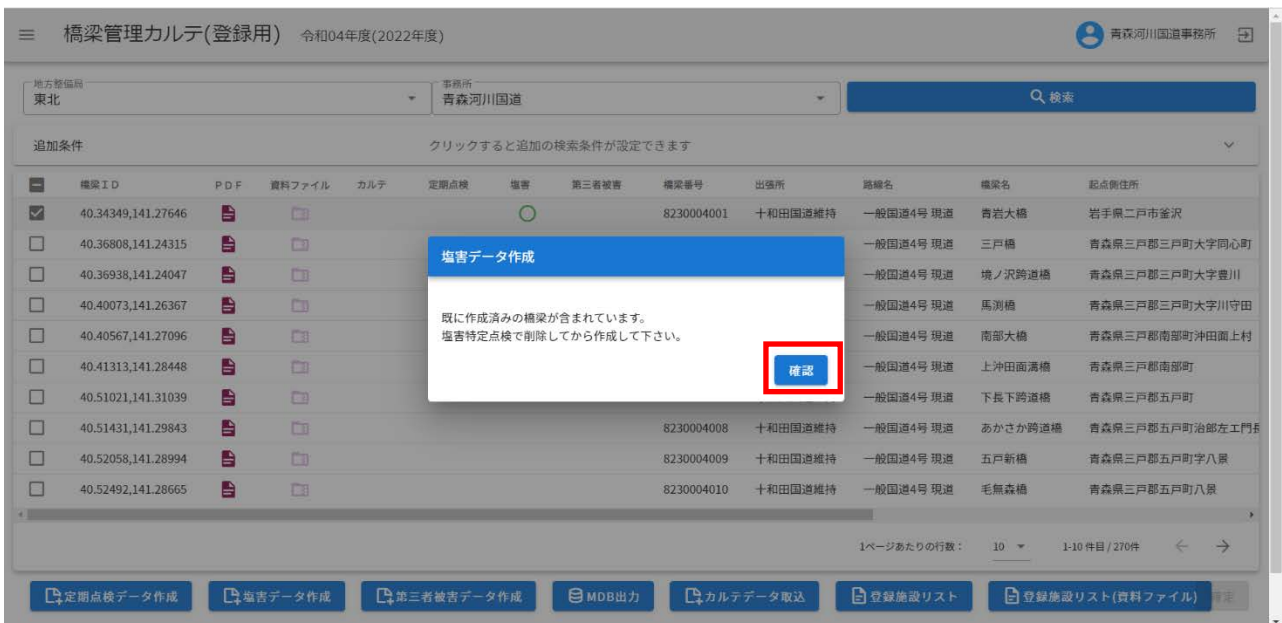 橋梁管理カルテ(登録用) 令和04年度(2022年度) 青森河川国道事務所
地方整備局 事務所
東北 青森河川国道 検索
追加条件 クリックすると追加の検索条件が設定できます
橋梁ID PDF 資料ファイル カルテ 定期点検 塩害 第三者被害 橋梁番号 出張所 路線名 橋梁名 起点側住所
40.34349,141.27646 8230004001 十和田国道維持 一般国道4号 現道 青岩大橋 岩手県二戸市釜沢
40.36808,141.24315 一般国道4号 現道 三戸橋 青森県三戸郡三戸町大字同心町
40.36938,141.24047 一般国道4号 現道 境ノ沢跨道橋 青森県三戸郡三戸町大字豊川
40.40073,141.26367 一般国道4号 現道 馬渕橋 青森県三戸郡三戸町大字川守田
40.40567,141.27096 一般国道4号 現道 南部大橋 青森県三戸郡南部町沖田面上村
40.41313,141.28448 一般国道4号 現道 上沖田面溝橋 青森県三戸郡南部町
40.51021,141.31039 一般国道4号 現道 下長下跨道橋 青森県三戸郡五戸町
40.51431,141.29843 8230004008 十和田国道維持 一般国道4号 現道 あかさか跨道橋 青森県三戸郡五戸町治郎左エ門長
40.52058,141.28994 8230004009 十和田国道維持 一般国道4号 現道 五戸新橋 青森県三戸郡五戸町字八景
40.52492,141.28665 8230004010 十和田国道維持 一般国道4号 現道 毛無森橋 青森県三戸郡五戸町八景
塩害データ作成
既に作成済みの橋梁が含まれています。
塩害特定点検で削除してから作成して下さい。
確認
1ページあたりの行数: 10 1-10 件目 / 270件
定期点検データ作成 塩害データ作成 第三者被害データ作成 MDB出力 カルテデータ取込 登録施設リスト 登録施設リスト(資料ファイル)